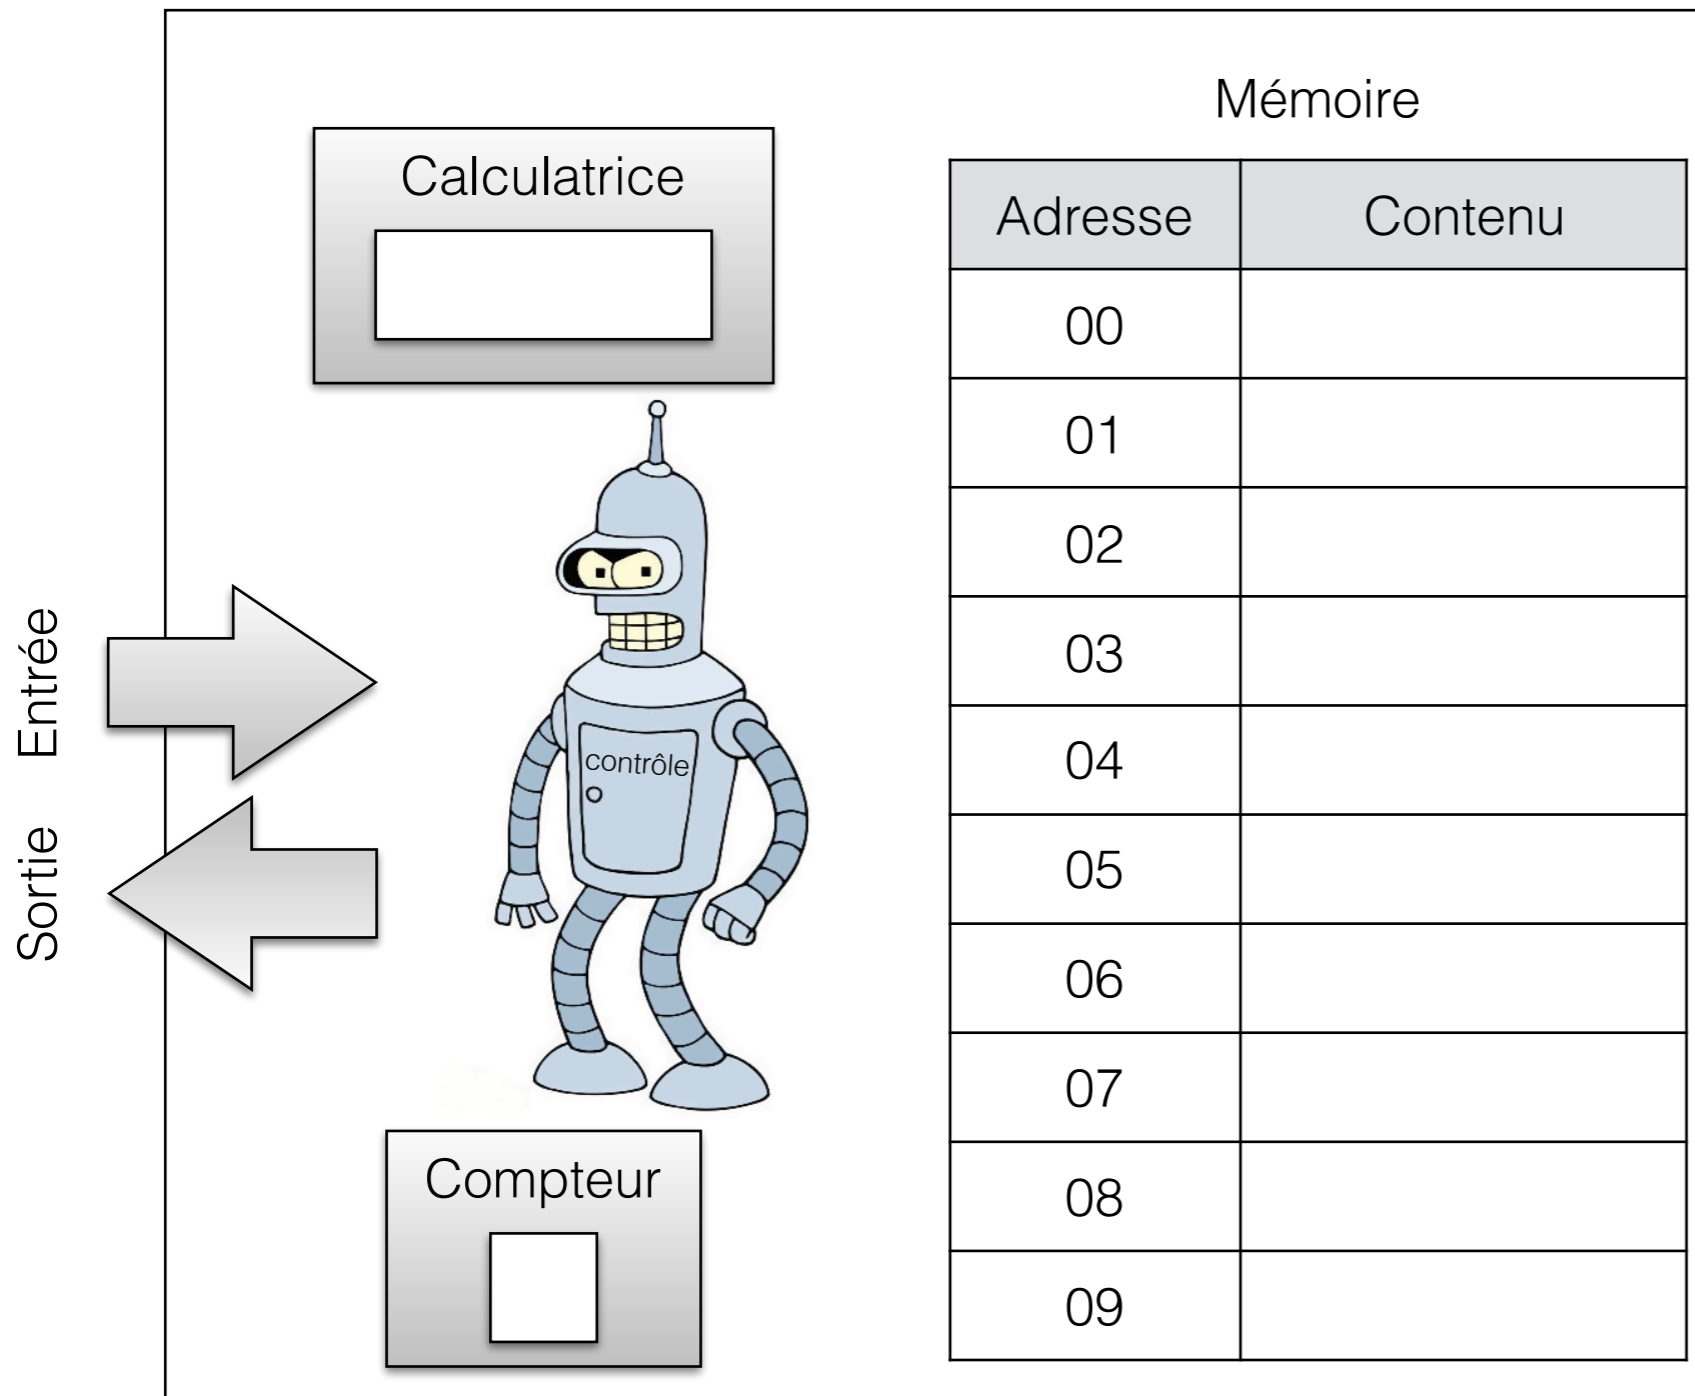 Mémoire
Calculatrice
Adresse Contenu
00
01
02
03
04
05
06
07
08
09
Entrée
Sortie
contrôle
Compteur